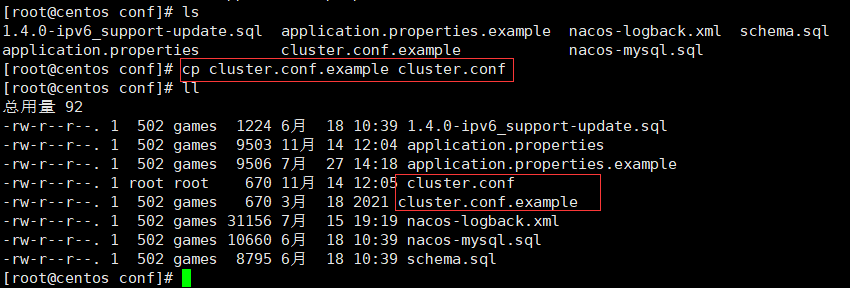 [root@centos conf]# ls
1.4.0-ipv6_support-update.sql  application.properties.example  nacos-logback.xml  schema.sql
application.properties         cluster.conf.example            nacos-mysql.sql
[root@centos conf]# cp cluster.conf.example cluster.conf
[root@centos conf]# ll
总用量 92
-rw-r--r--. 1  502 games  1224 6月  18 10:39 1.4.0-ipv6_support-update.sql
-rw-r--r--. 1  502 games  9503 11月 14 12:04 application.properties
-rw-r--r--. 1  502 games  9506 7月  27 14:18 application.properties.example
-rw-r--r--. 1 root root    670 11月 14 12:05 cluster.conf
-rw-r--r--. 1  502 games   670 3月  18 2021 cluster.conf.example
-rw-r--r--. 1  502 games 31156 7月  15 19:19 nacos-logback.xml
-rw-r--r--. 1  502 games 10660 6月  18 10:39 nacos-mysql.sql
-rw-r--r--. 1  502 games  8795 6月  18 10:39 schema.sql
[root@centos conf]#